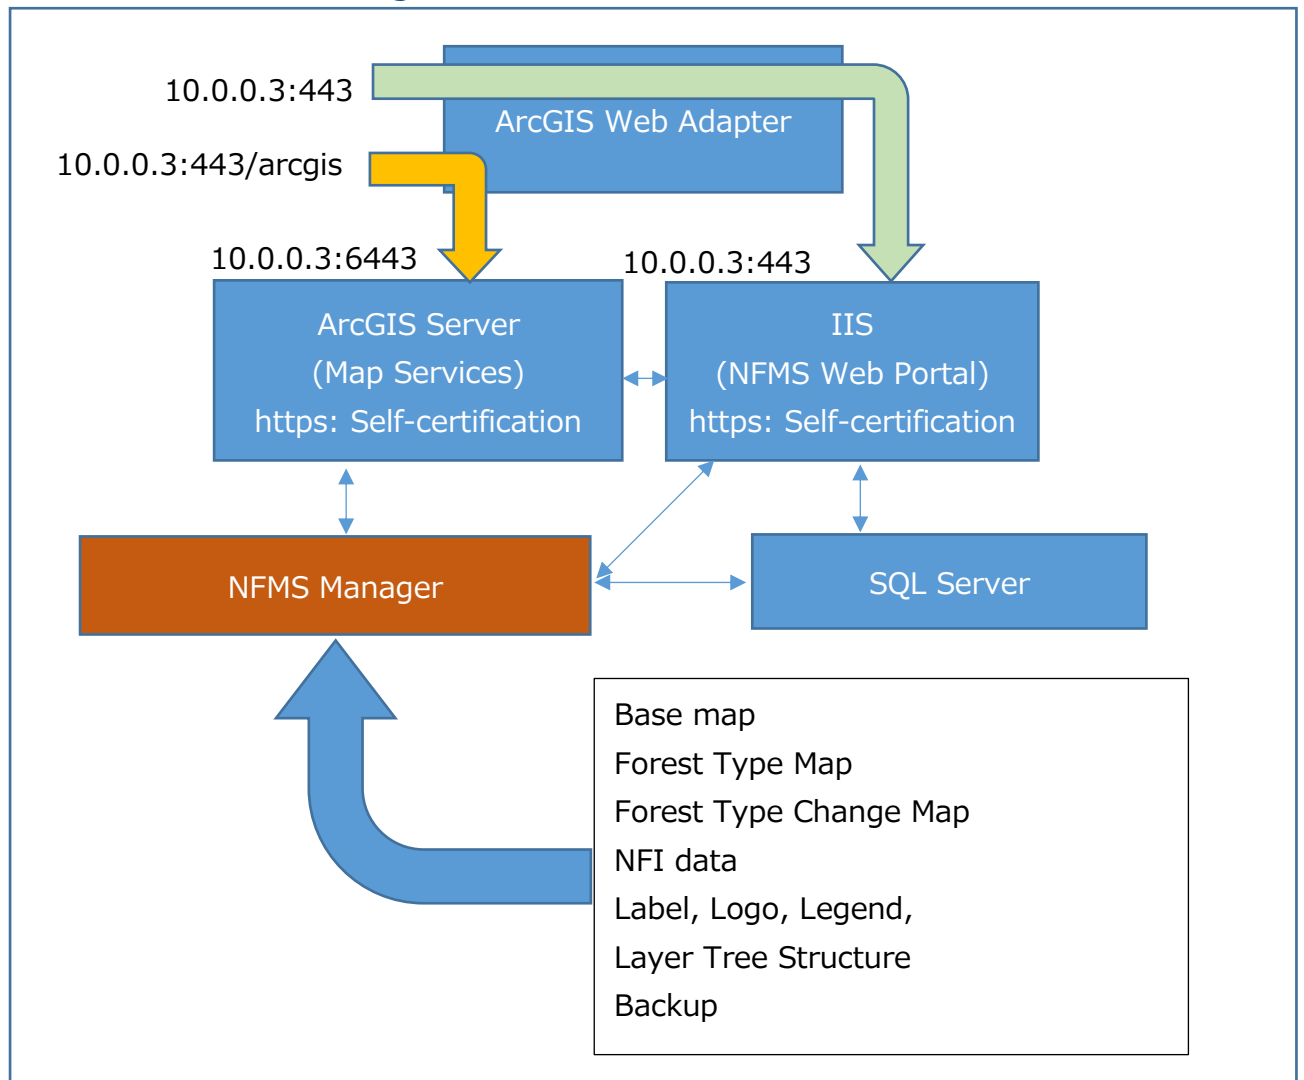 10.0.0.3:443
ArcGIS Web Adapter
10.0.0.3:443/arcgis
10.0.0.3:6443
10.0.0.3:443
ArcGIS Server
(Map Services)
https: Self-certification
IIS
(NFMS Web Portal)
https: Self-certification
NFMS Manager
SQL Server
Base map
Forest Type Map
Forest Type Change Map
NFI data
Label, Logo, Legend,
Layer Tree Structure
Backup